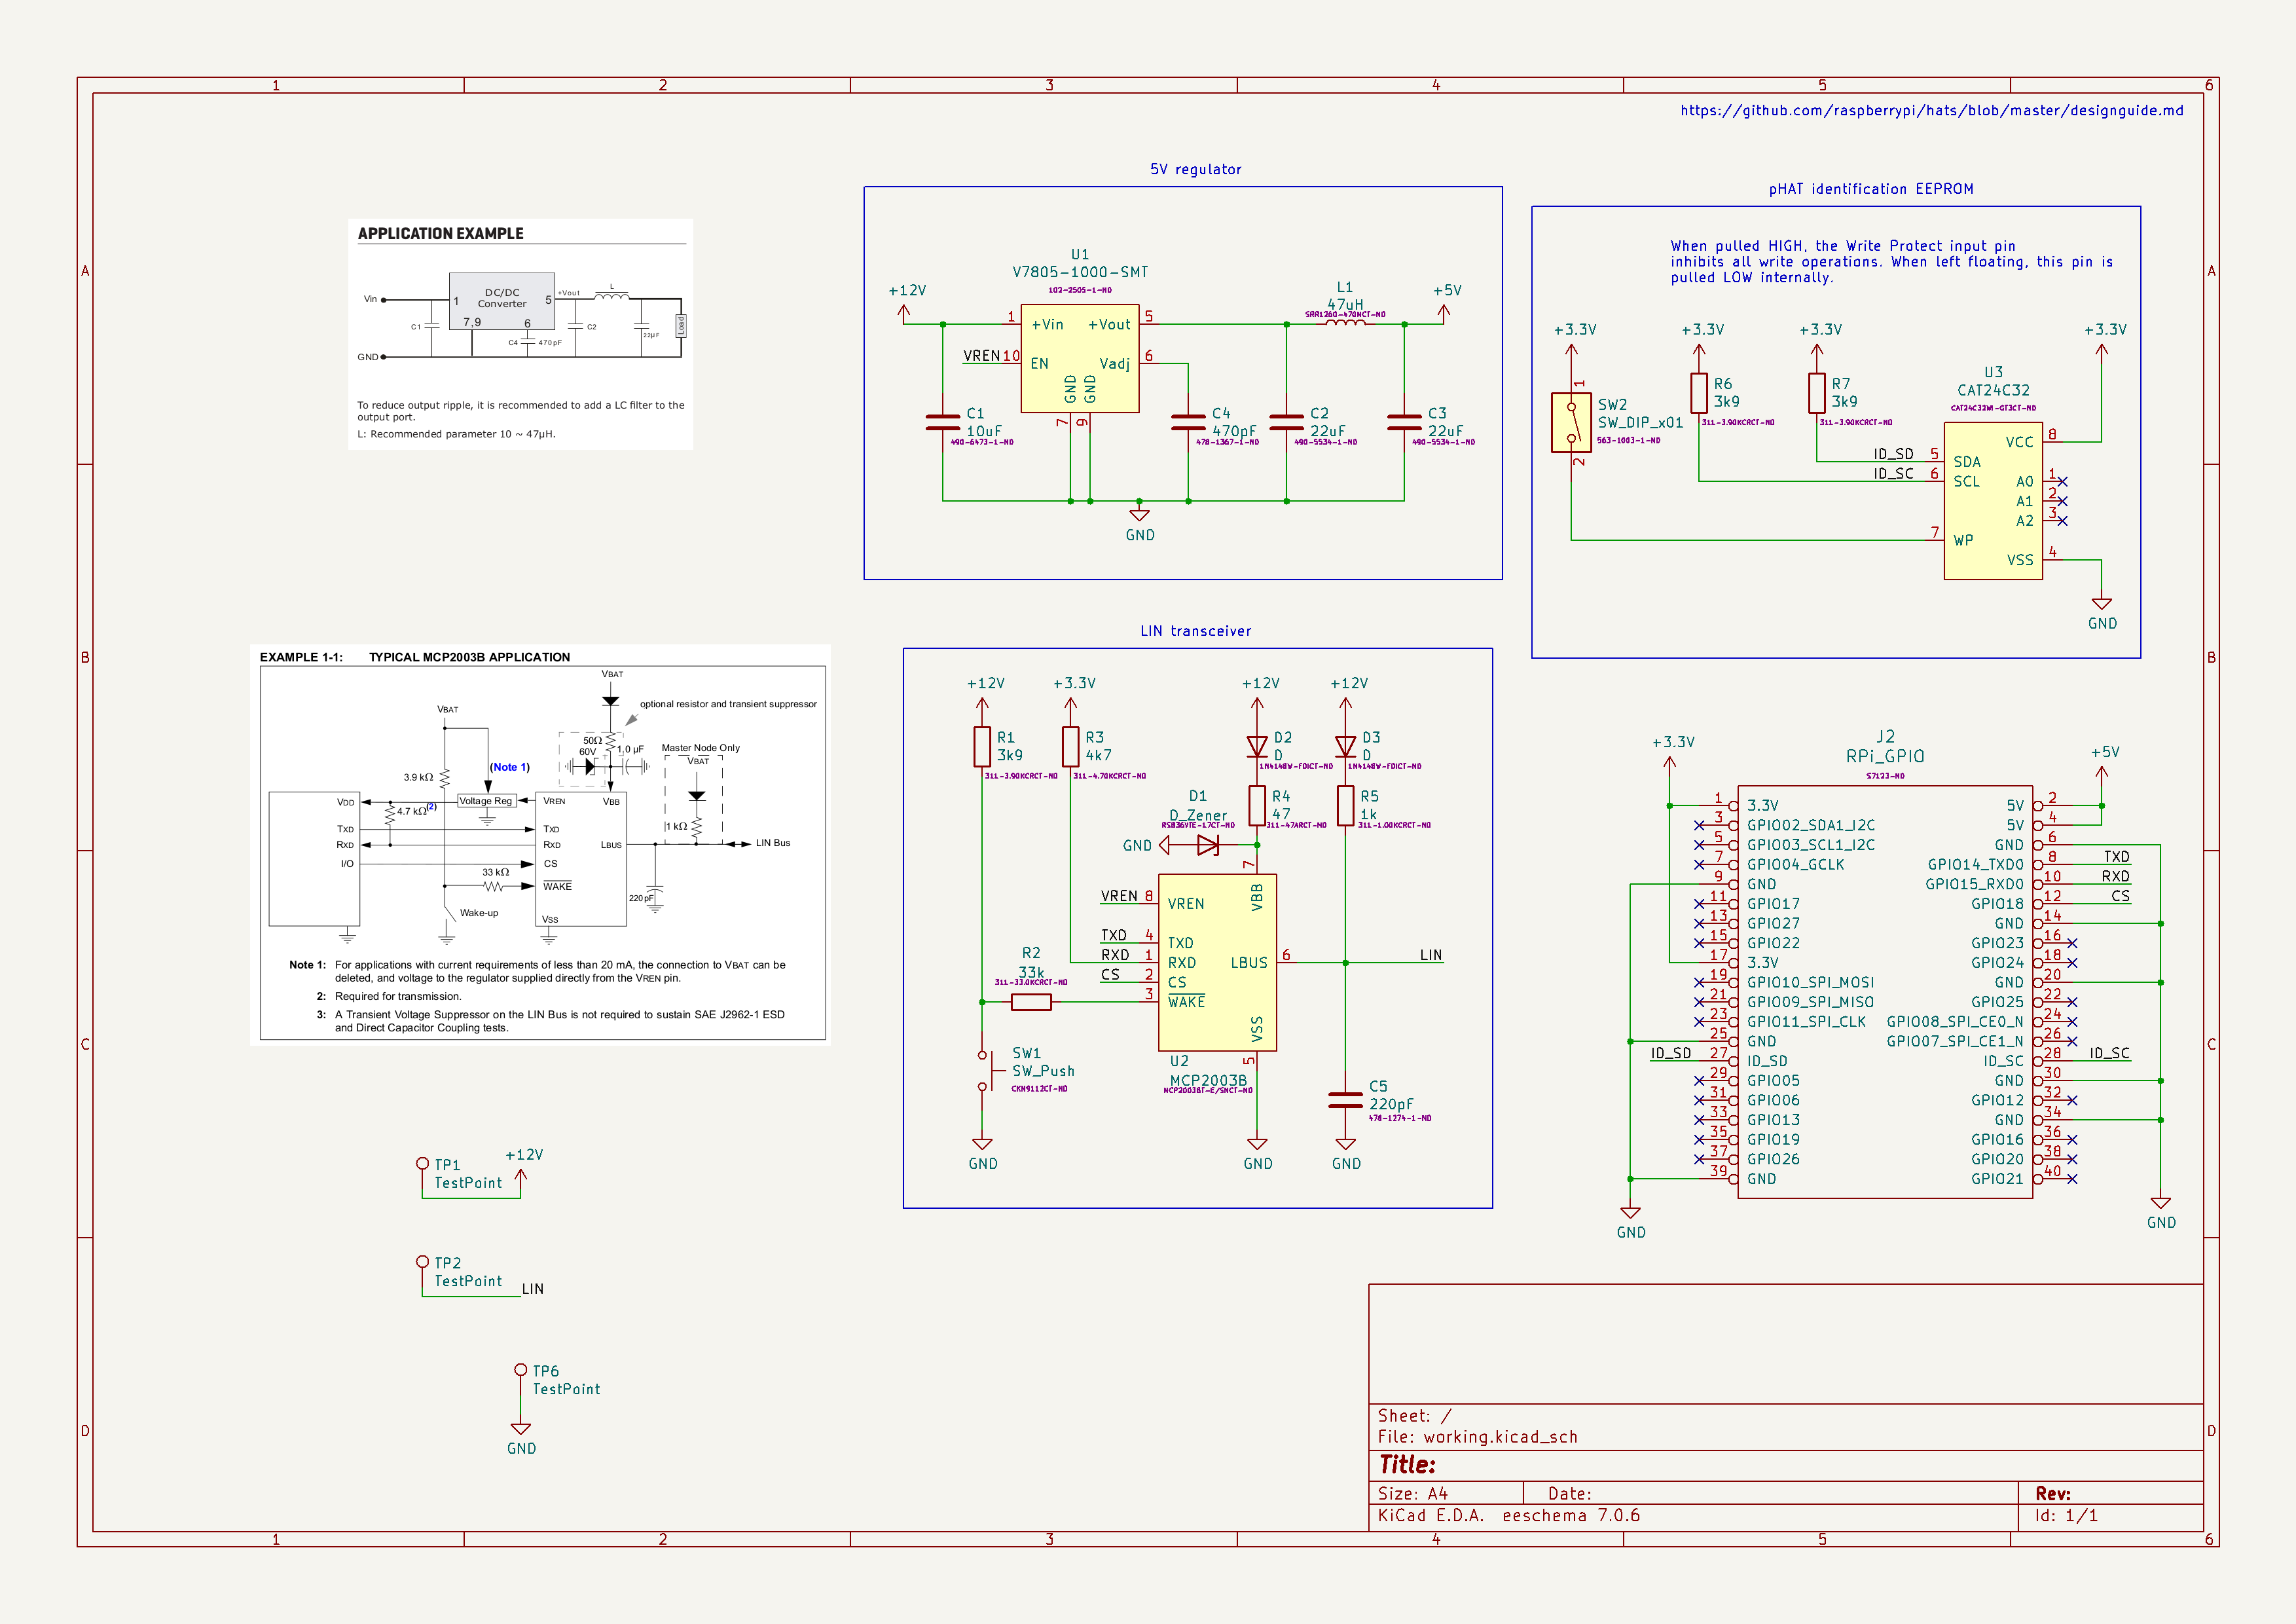 1 2 3 4 5 6
https://github.com/raspberrypi/hats/blob/master/designguide.md
A
B
C
D
APPLICATION EXAMPLE
Vin
1
DC/DC
Converter
5
+Vout
L
7,9
6
C1
C4
470pF
C2
22μF
Load
GND
To reduce output ripple, it is recommended to add a LC filter to the
output port.
L: Recommended parameter 10 ~ 47μH.
5V regulator
U1
V7805-1000-SMT
102-2505-1-ND
+12V
1
+Vin
+Vout
5
VREN
10
EN
Vadj
6
GND
GND
7
9
L1
47uH
SRR1260-470MCT-ND
+5V
C1
10uF
490-6473-1-ND
C4
470pF
478-1367-1-ND
C2
22uF
490-5534-1-ND
C3
22uF
490-5534-1-ND
GND
pHAT identification EEPROM
When pulled HIGH, the Write Protect input pin
inhibits all write operations. When left floating, this pin is
pulled LOW internally.
+3.3V
+3.3V
+3.3V
+3.3V
1
SW2
SW_DIP_x01
563-1003-1-ND
2
R6
3k9
311-3.90KCRCT-ND
R7
3k9
311-3.90KCRCT-ND
U3
CAT24C32
CAT24C32WI-GT3CT-ND
VCC
8
ID_SD
5
SDA
ID_SC
6
SCL
A0
1
A1
2
A2
3
7
WP
VSS
4
GND
EXAMPLE 1-1: TYPICAL MCP2003B APPLICATION
VBAT
optional resistor and transient suppressor
VBAT
50Ω
60V
1.0 μF
Master Node Only
VBAT
(Note 1)
3.9 kΩ
VDD
4.7 kΩ(2)
Voltage Reg
VREN
VBB
TXD
TXD
1 kΩ
RXD
RXD
LBUS
LIN Bus
I/O
CS
33 kΩ
WAKE
220 pF
Wake-up
VSS
Note 1: For applications with current requirements of less than 20 mA, the connection to VBAT can be
deleted, and voltage to the regulator supplied directly from the VREN pin.
2: Required for transmission.
3: A Transient Voltage Suppressor on the LIN Bus is not required to sustain SAE J2962-1 ESD
and Direct Capacitor Coupling tests.
LIN transceiver
+12V
+3.3V
+12V
+12V
R1
3k9
311-3.90KCRCT-ND
R3
4k7
311-4.70KCRCT-ND
D2
D
1N4148W-FDICT-ND
D3
D
1N4148W-FDICT-ND
D1
D_Zener
GND
R4
47
311-47ARCT-ND
R5
1k
311-1.00KCRCT-ND
7
VREN
8
VREN
VBB
TXD
4
TXD
RXD
1
RXD
LBUS
6
LIN
CS
2
CS
3
WAKE
VSS
5
R2
33k
311-33.0KCRCT-ND
SW1
SW_Push
CKN9112CT-ND
U2
MCP2003B
MCP2003BT-E/SNCT-ND
C5
220pF
478-1274-1-ND
GND
GND
GND
J2
RPi_GPIO
S7123-ND
+3.3V
+5V
1 3.3V 5V 2
3 GPIO02_SDA1_I2C 5V 4
5 GPIO03_SCL1_I2C GND 6
7 GPIO04_GCLK GPIO14_TXD0 8 TXD
9 GND GPIO15_RXD0 10 RXD
11 GPIO17 GPIO18 12 CS
13 GPIO27 GND 14
15 GPIO22 GPIO23 16
17 3.3V GPIO24 18
19 GPIO10_SPI_MOSI GND 20
21 GPIO09_SPI_MISO GPIO25 22
23 GPIO11_SPI_CLK GPIO08_SPI_CE0_N 24
25 GND GPIO07_SPI_CE1_N 26
ID_SD 27 ID_SD ID_SC 28 ID_SC
29 GPIO05 GND 30
31 GPIO06 GPIO12 32
33 GPIO13 GND 34
35 GPIO19 GPIO16 36
37 GPIO26 GPIO20 38
39 GND GPIO21 40
GND
GND
TP1
TestPoint
+12V
TP2
TestPoint
LIN
TP6
TestPoint
GND
Sheet: /
File: working.kicad_sch
Title:
Size: A4
Date:
Rev:
KiCad E.D.A. eeschema 7.0.6
Id: 1/1
1 2 3 4 5 6
A
B
C
D